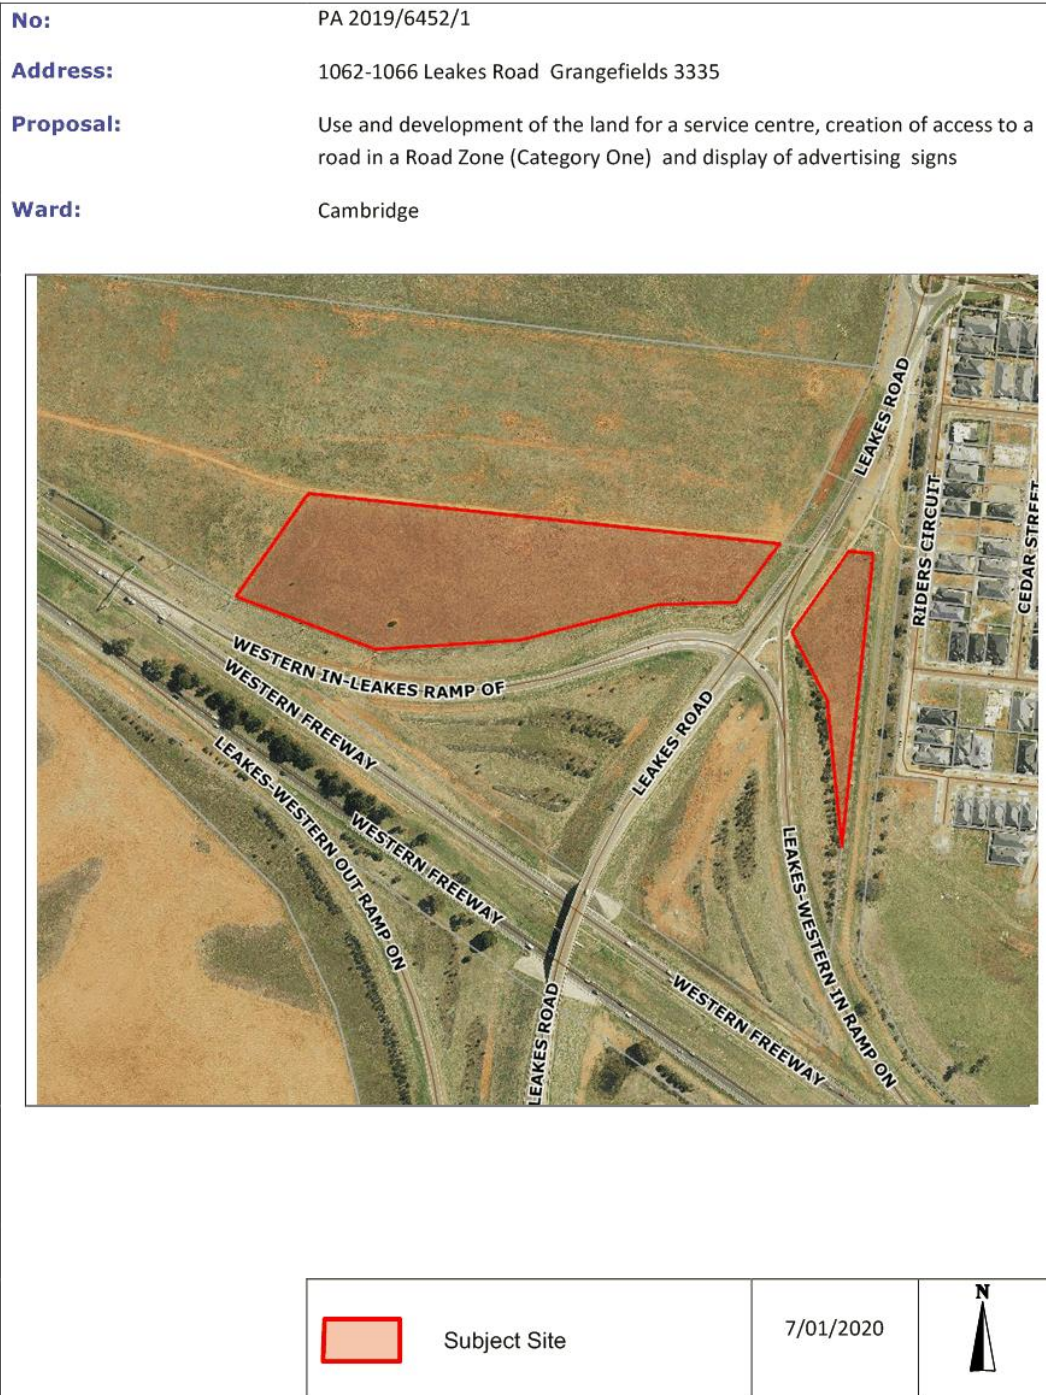 No: PA 2019/6452/1
Address: 1062-1066 Leakes Road Grangefields 3335
Proposal: Use and development of the land for a service centre, creation of access to a
road in a Road Zone (Category One) and display of advertising signs
Ward: Cambridge
LEAKES ROAD
RIDERS CIRCUIT
CEDAR STREET
WESTERN IN-LEAKES RAMP OF
WESTERN FREEWAY
LEAKES ROAD
LEAKES-WESTERN OUT RAMP ON
WESTERN FREEWAY
LEAKES-WESTERN IN RAMP ON
WESTERN FREEWAY
LEAKES ROAD
Subject Site
7/01/2020
N